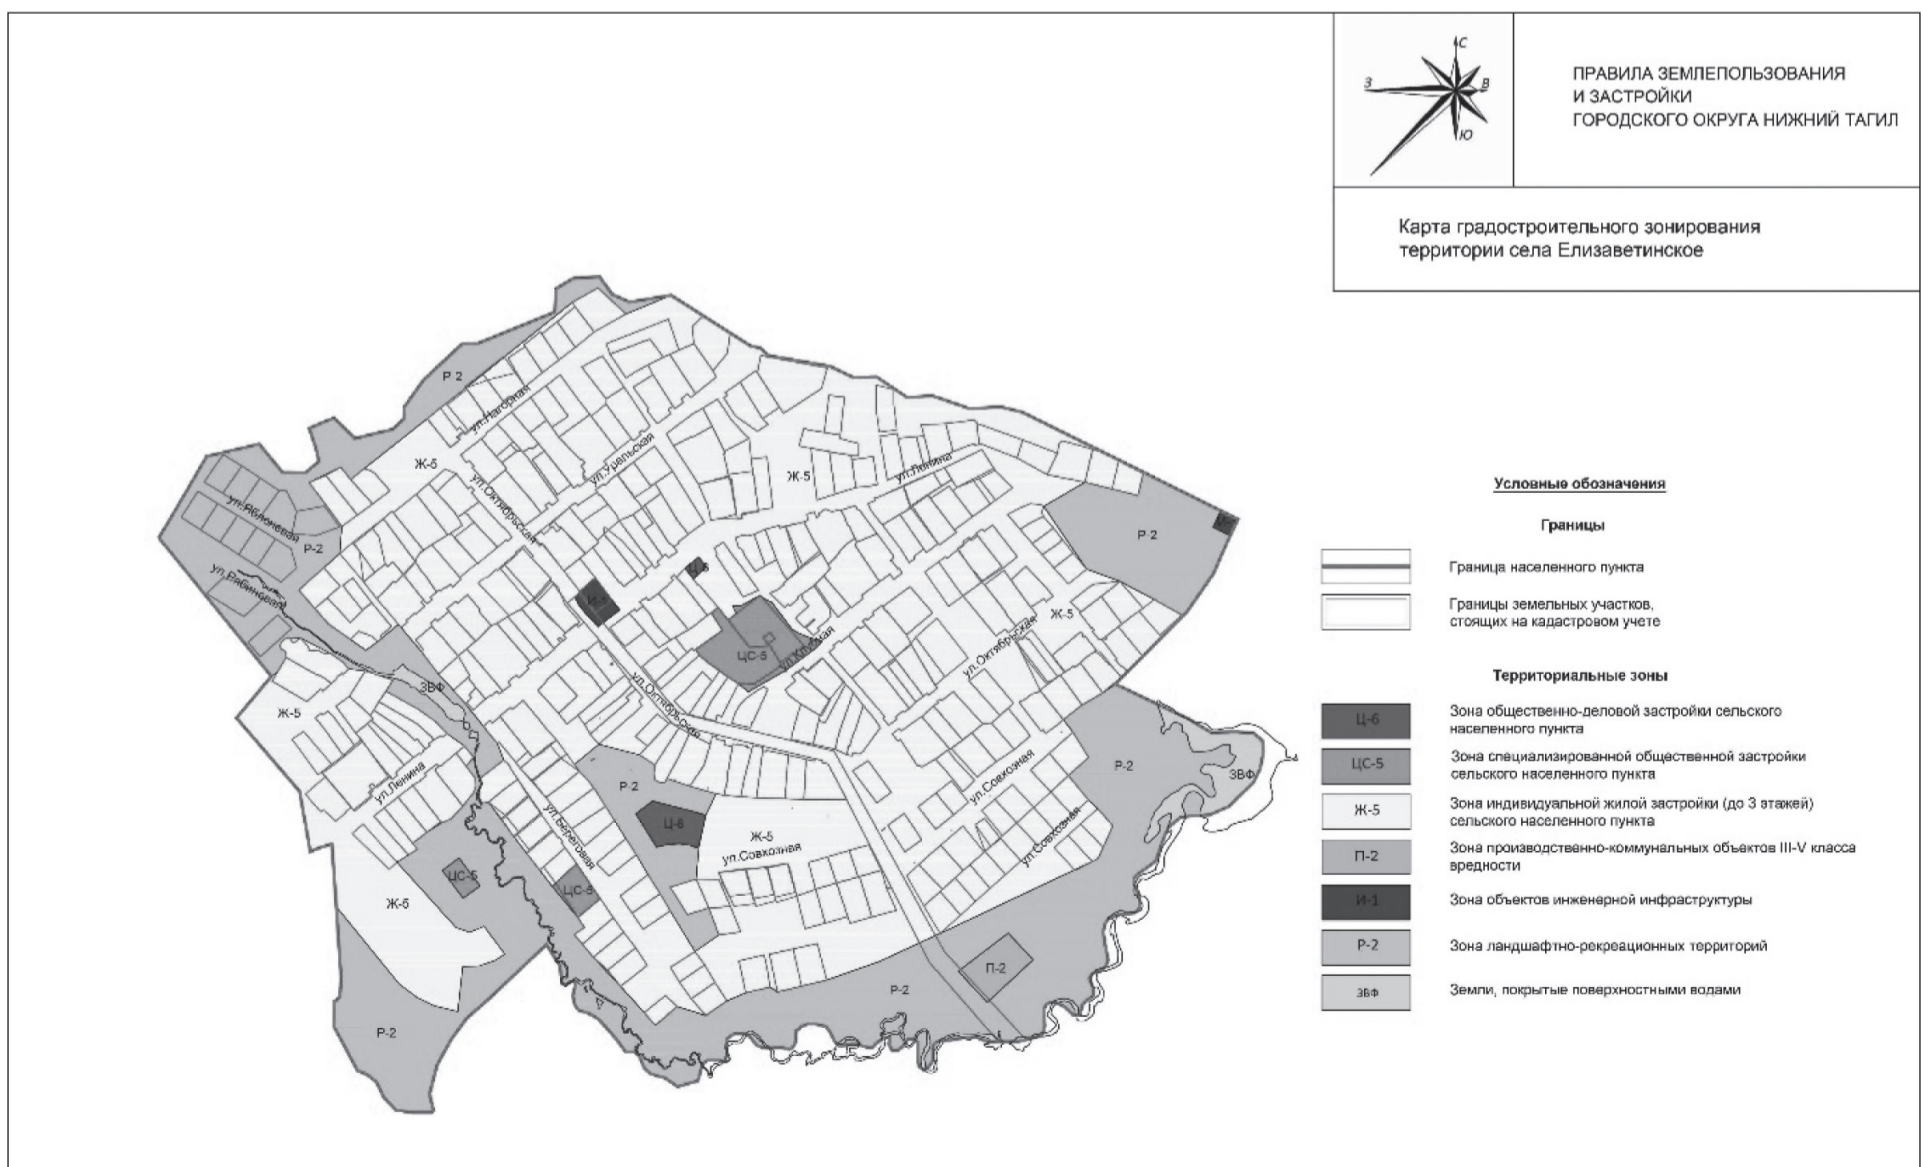 С
З
В
Ю
ПРАВИЛА ЗЕМЛЕПОЛЬЗОВАНИЯ
И ЗАСТРОЙКИ
ГОРОДСКОГО ОКРУГА НИЖНИЙ ТАГИЛ
Карта градостроительного зонирования
территории села Елизаветинское
Р-2
ул.Нагорная
Ж-5
ул.Уральская
ул.Октябрьская
Ж-5
ул.Ленина
ул.Яблоневая
Р-2
Р-2
ул.Рябиновая
Ц-6
И-1
Ж-5
ЦС-5
ул.Октябрьская
ЗВФ
Ж-5
ул.Октябрьская
Р-2
ЗВФ
Р-2
ул.Ленина
ул.Совхозная
Ц-6
Ж-5
ул.Совхозная
ул.Совхозная
ул.Береговая
ЦС-5
ЦС-5
Ж-5
П-2
Р-2
Р-2
Условные обозначения
Границы
Граница населенного пункта
Границы земельных участков,
стоящих на кадастровом учете
Территориальные зоны
Ц-6
Зона общественно-деловой застройки сельского
населенного пункта
ЦС-5
Зона специализированной общественной застройки
сельского населенного пункта
Ж-5
Зона индивидуальной жилой застройки (до 3 этажей)
сельского населенного пункта
П-2
Зона производственно-коммунальных объектов III-V класса
вредности
И-1
Зона объектов инженерной инфраструктуры
Р-2
Зона ландшафтно-рекреационных территорий
ЗВФ
Земли, покрытые поверхностными водами